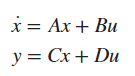 ẋ = Ax + Bu
y = Cx + Du